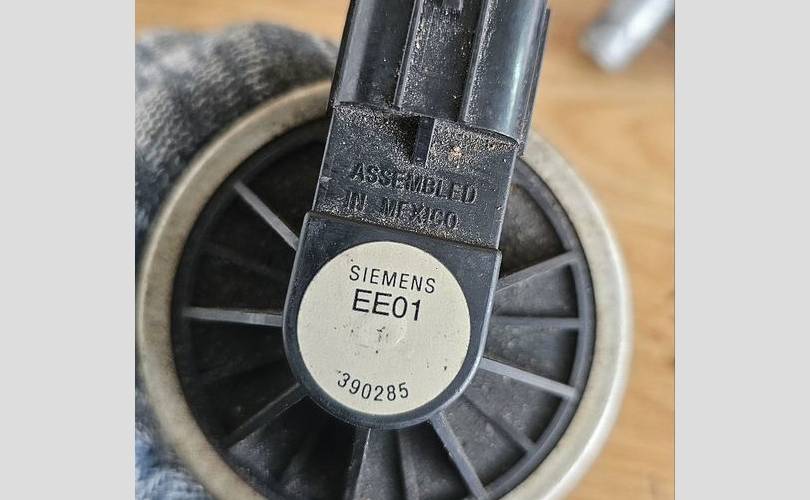 ASSEMBLED
IN MEXICO
SIEMENS
EE01
390285